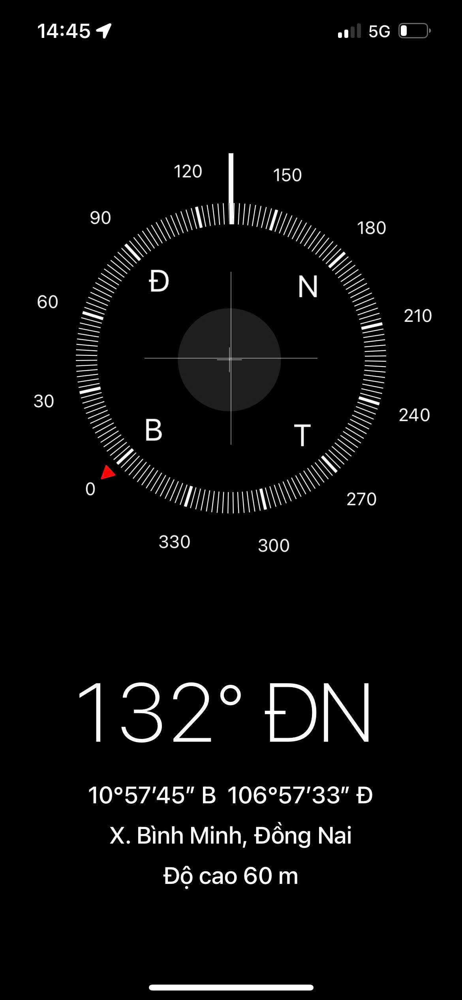 14:45 5G
120 150
90 180
Đ N
60 210
30 240
B T
0 270
330 300
132° ĐN
10°57′45″ B 106°57′33″ Đ
X. Bình Minh, Đồng Nai
Độ cao 60 m